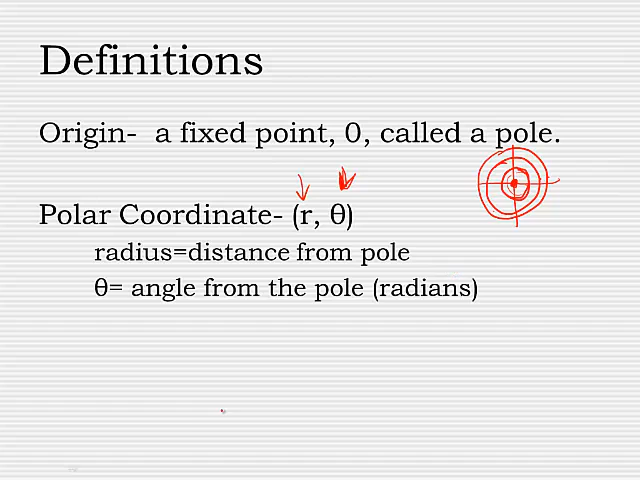 Definitions
Origin- a fixed point, 0, called a pole.
Polar Coordinate- (r, θ)
radius=distance from pole
θ= angle from the pole (radians)